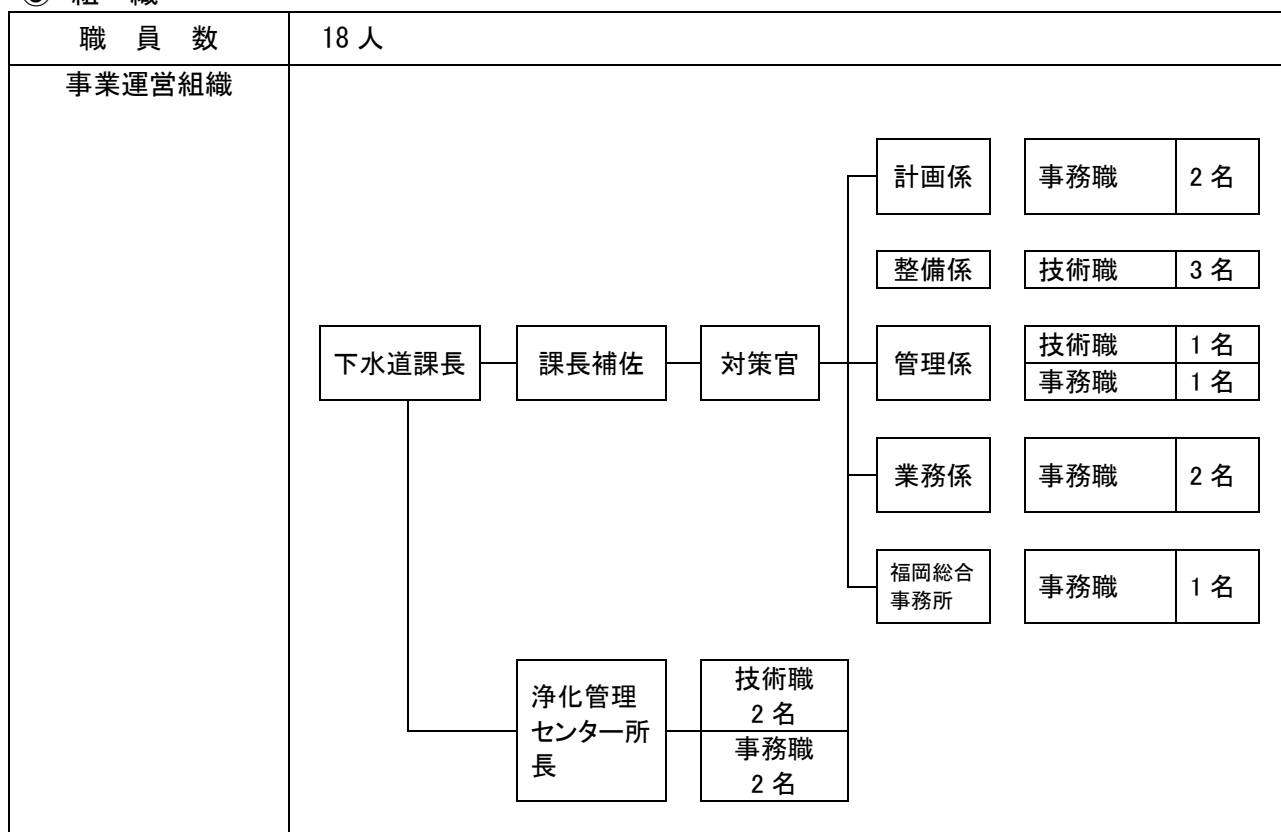 組 織
職 員 数 18 人
事業運営組織
計画係 事務職 2 名
整備係 技術職 3 名
下水道課長 課長補佐 対策官 管理係 技術職 1 名
事務職 1 名
業務係 事務職 2 名
福岡総合
事務所
事務職 1 名
浄化管理
センター所
長
技術職
2 名
事務職
2 名